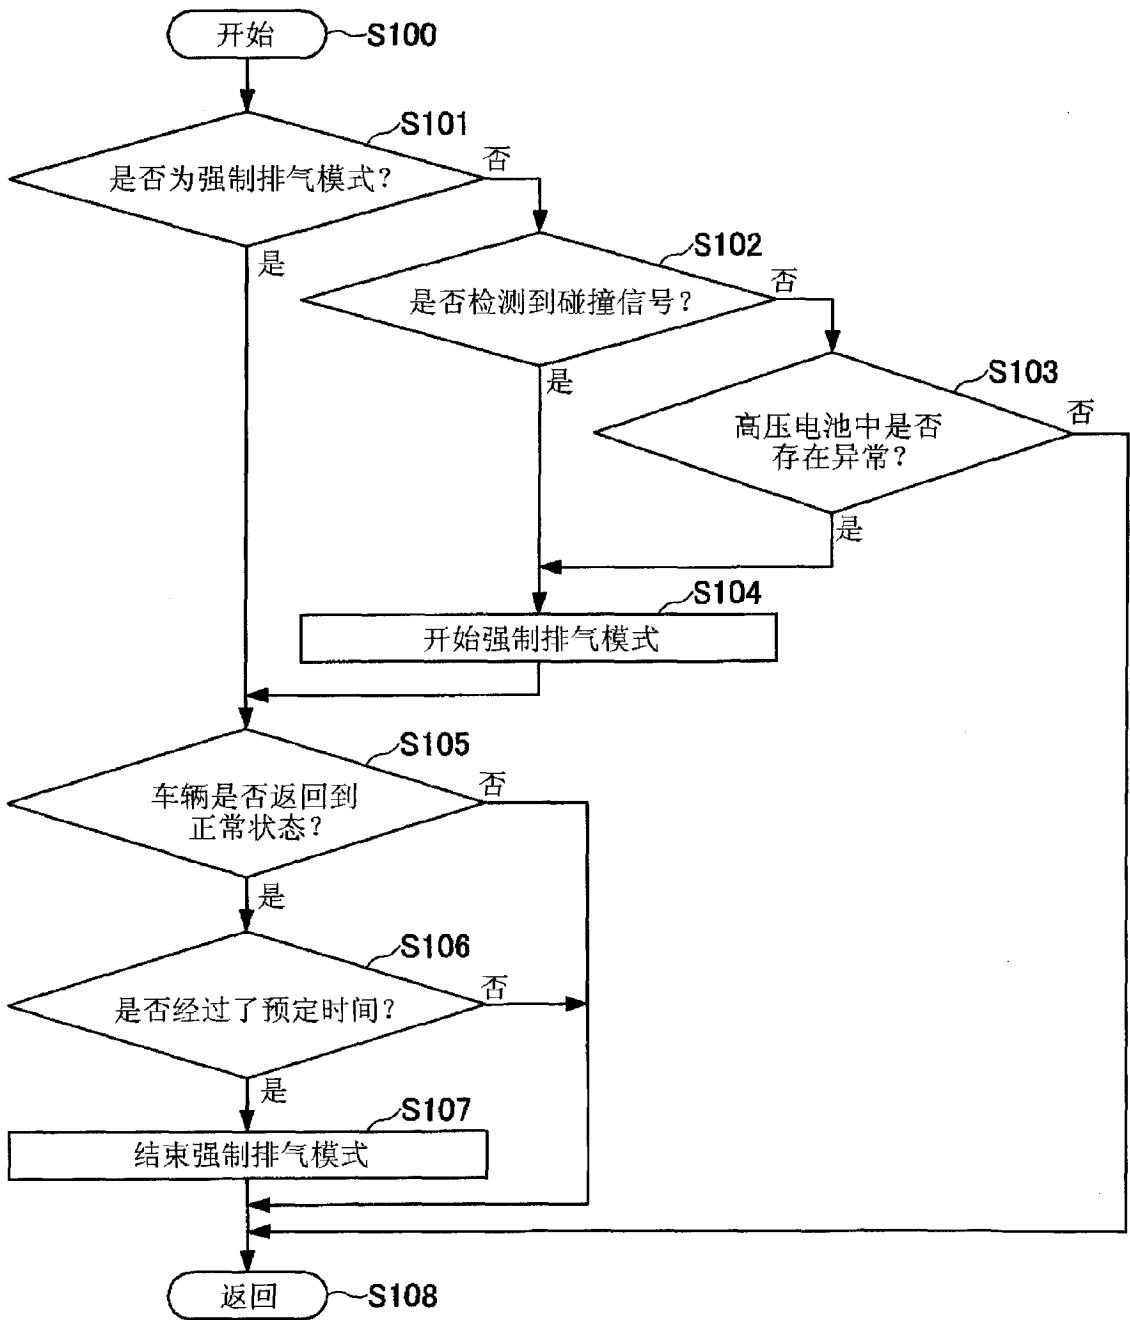 开始 S100
S101
是否为强制排气模式?
否
是
S102
是否检测到碰撞信号?
否
是
S103
高压电池中是否
存在异常?
否
是
S104
开始强制排气模式
S105
车辆是否返回到
正常状态?
否
是
S106
是否经过了预定时间?
否
是
S107
结束强制排气模式
返回 S108